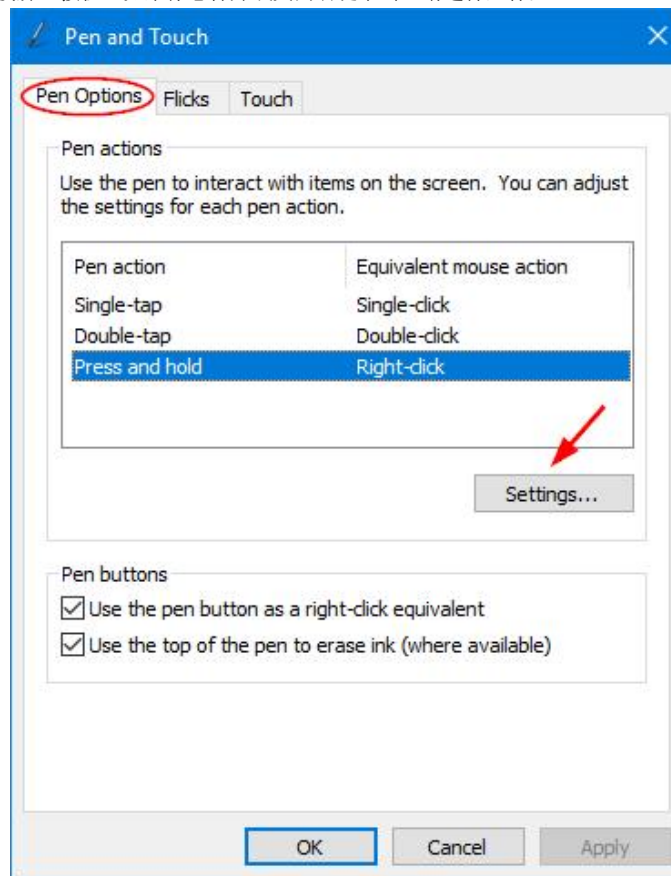 Pen and Touch
Pen Options
Flicks
Touch
Pen actions
Use the pen to interact with items on the screen. You can adjust
the settings for each pen action.
Pen action Equivalent mouse action
Single-tap Single-click
Double-tap Double-click
Press and hold Right-click
Settings...
Pen buttons
Use the pen button as a right-click equivalent
Use the top of the pen to erase ink (where available)
OK Cancel Apply